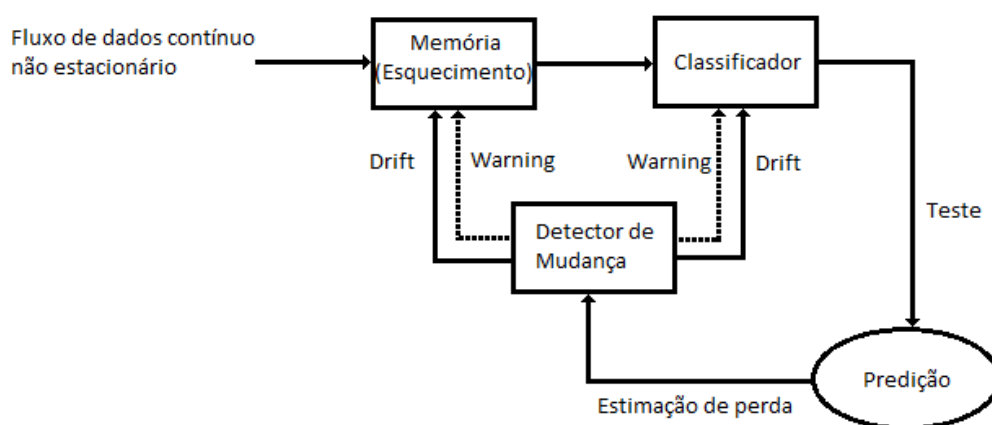 Fluxo de dados contínuo
não estacionário
Memória
(Esquecimento)
Classificador
Drift
Warning
Warning
Drift
Detector de
Mudança
Teste
Predição
Estimação de perda